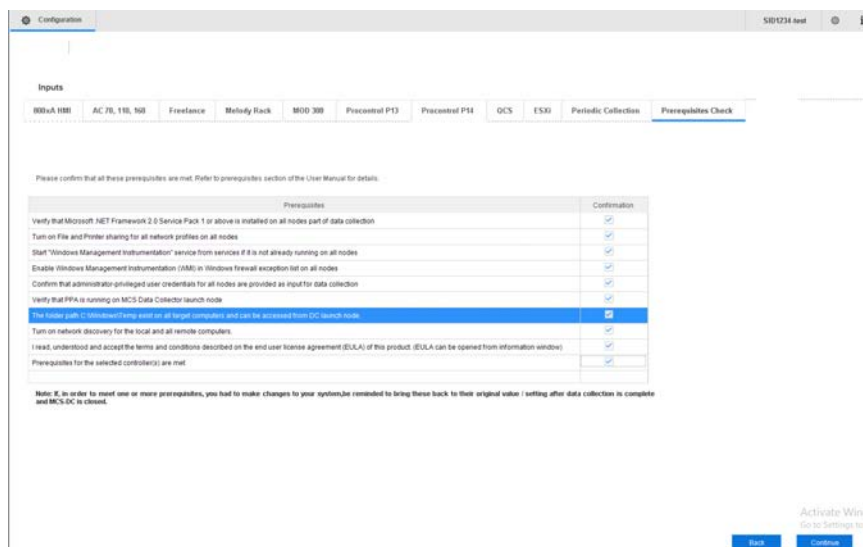 Configuration
SID1234-test
Inputs
800xA HMI AC 70, 110, 160 Freelance Melody Rack MOD 300 Procontrol P13 Procontrol P14 QCS ESXi Periodic Collection Prerequisites Check
Please confirm that all these prerequisites are met. Refer to prerequisites section of the User Manual for details.
Prerequisites Confirmation
Verify that Microsoft .NET Framework 2.0 Service Pack 1 or above is installed on all nodes part of data collection
Turn on File and Printer sharing for all network profiles on all nodes
Start "Windows Management Instrumentation" service from services if it is not already running on all nodes
Enable Windows Management Instrumentation (WMI) in Windows firewall exception list on all nodes
Confirm that administrator-privileged user credentials for all nodes are provided as input for data collection
Verify that PPA is running on MCS Data Collector launch node
The folder path C:\Windows\Temp exist on all target computers and can be accessed from DC launch node.
Turn on network discovery for the local and all remote computers.
I read, understood and accept the terms and conditions described on the end user license agreement (EULA) of this product (EULA can be opened from information window)
Prerequisites for the selected controller(s) are met
Note: If, in order to meet one or more prerequisites, you had to make changes to your system,be reminded to bring these back to their original value / setting after data collection is complete
and MCS-DC is closed.
Activate Win
Go to Settings to
Back Continue